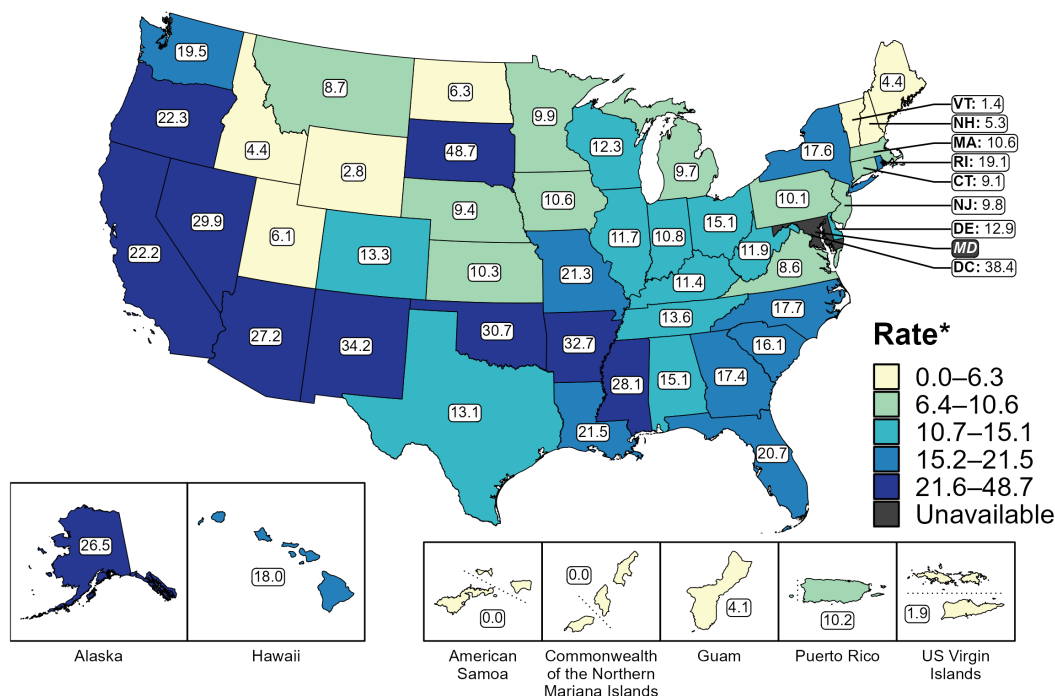 19.5
8.7
6.3
9.9
4.4
VT: 1.4
NH: 5.3
22.3
4.4
48.7
12.3
17.6
MA: 10.6
2.8
9.7
RI: 19.1
CT: 9.1
29.9
6.1
9.4
10.6
10.1
NJ: 9.8
22.2
13.3
10.3
11.7
10.8
15.1
11.9
8.6
DE: 12.9
MD
DC: 38.4
21.3
11.4
27.2
34.2
30.7
32.7
13.6
17.7
16.1
13.1
28.1
15.1
17.4
21.5
20.7
Rate*
0.0–6.3
6.4–10.6
10.7–15.1
15.2–21.5
21.6–48.7
Unavailable
26.5
18.0
0.0
0.0
4.1
10.2
1.9
Alaska
Hawaii
American
Samoa
Commonwealth
of the Northern
Mariana Islands
Guam
Puerto Rico
US Virgin
Islands